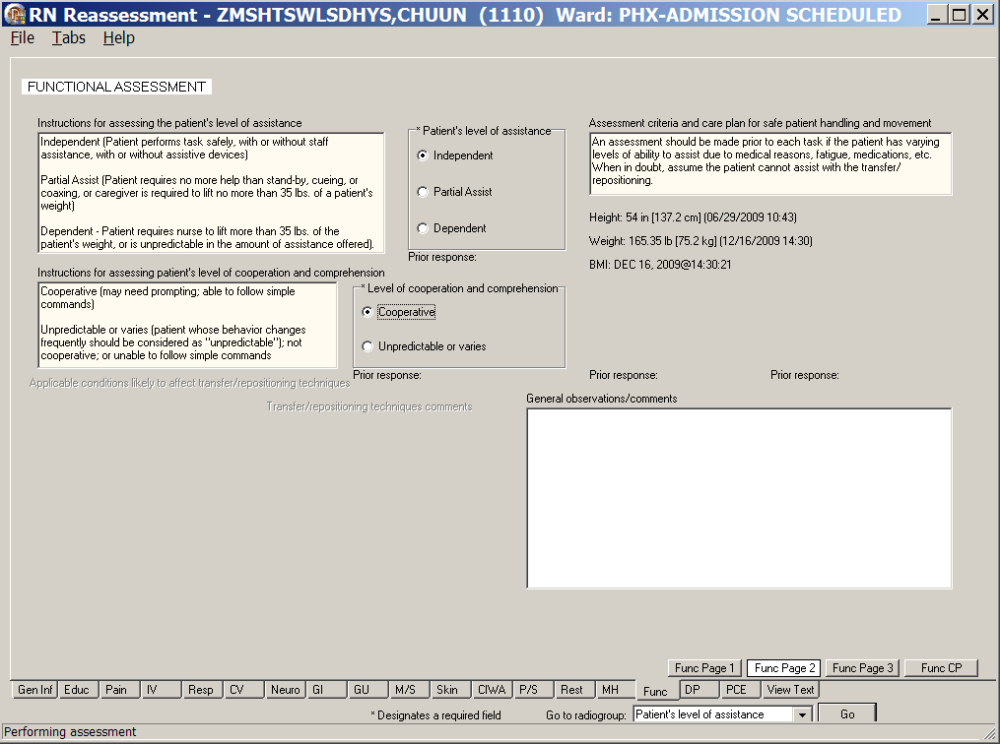 RN Reassessment - ZMSHTSWLSDHYS,CHUUN (1110) Ward: PHX-ADMISSION SCHEDULED
File Tabs Help
FUNCTIONAL ASSESSMENT
Instructions for assessing the patient's level of assistance
Independent (Patient performs task safely, with or without staff
assistance, with or without assistive devices)
Partial Assist (Patient requires no more help than stand-by, cueing, or
coaxing, or caregiver is required to lift no more than 35 lbs. of a patient's
weight)
Dependent - Patient requires nurse to lift more than 35 lbs. of the
patient's weight, or is unpredictable in the amount of assistance offered).
* Patient's level of assistance
Independent
Partial Assist
Dependent
Prior response:
Assessment criteria and care plan for safe patient handling and movement
An assessment should be made prior to each task if the patient has varying
levels of ability to assist due to medical reasons, fatigue, medications, etc.
When in doubt, assume the patient cannot assist with the transfer/
repositioning.
Height: 54 in [137.2 cm] (06/29/2009 10:43)
Weight: 165.35 lb [75.2 kg] (12/16/2009 14:30)
BMI: DEC 16, 2009@14:30:21
Instructions for assessing patient's level of cooperation and comprehension
Cooperative (may need prompting; able to follow simple
commands)
Unpredictable or varies (patient whose behavior changes
frequently should be considered as "unpredictable"); not
cooperative; or unable to follow simple commands
* Level of cooperation and comprehension
Cooperative
Unpredictable or varies
Prior response:
Prior response:
Prior response:
Applicable conditions likely to affect transfer/repositioning techniques
Transfer/repositioning techniques comments
General observations/comments
Func Page 1 Func Page 2 Func Page 3 Func CP
Gen Inf Educ Pain IV Resp CV Neuro GI GU M/S Skin CIWA P/S Rest MH Func DP PCE View Text
* Designates a required field Go to radiogroup: Patient's level of assistance Go
Performing assessment